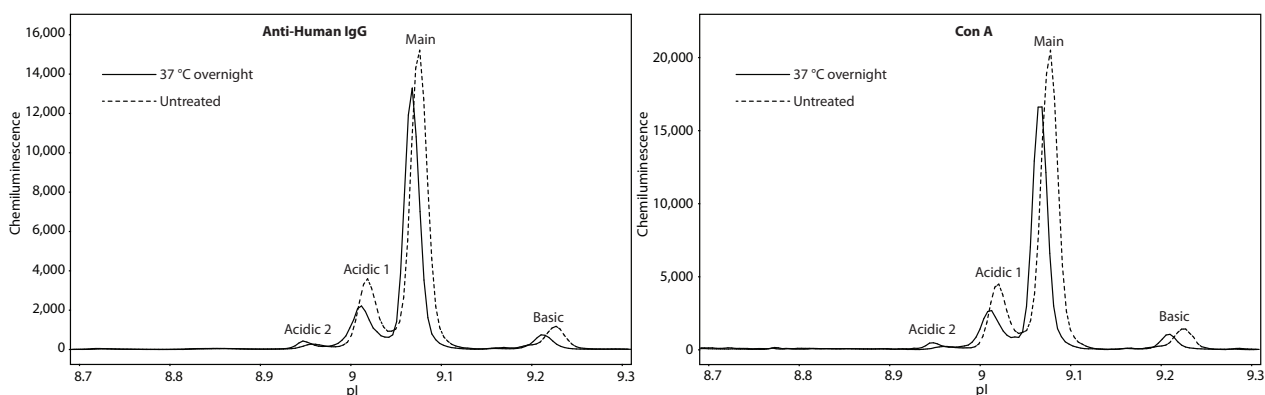 Anti-Human IgG
16,000
14,000
12,000
10,000
8,000
6,000
4,000
2,000
0
Chemiluminescence
37 °C overnight
Untreated
Main
Acidic 1
Acidic 2
Basic
8.7 8.8 8.9 9 9.1 9.2 9.3
pI
Con A
20,000
15,000
10,000
5,000
0
Chemiluminescence
37 °C overnight
Untreated
Main
Acidic 1
Acidic 2
Basic
8.7 8.8 8.9 9 9.1 9.2 9.3
pI